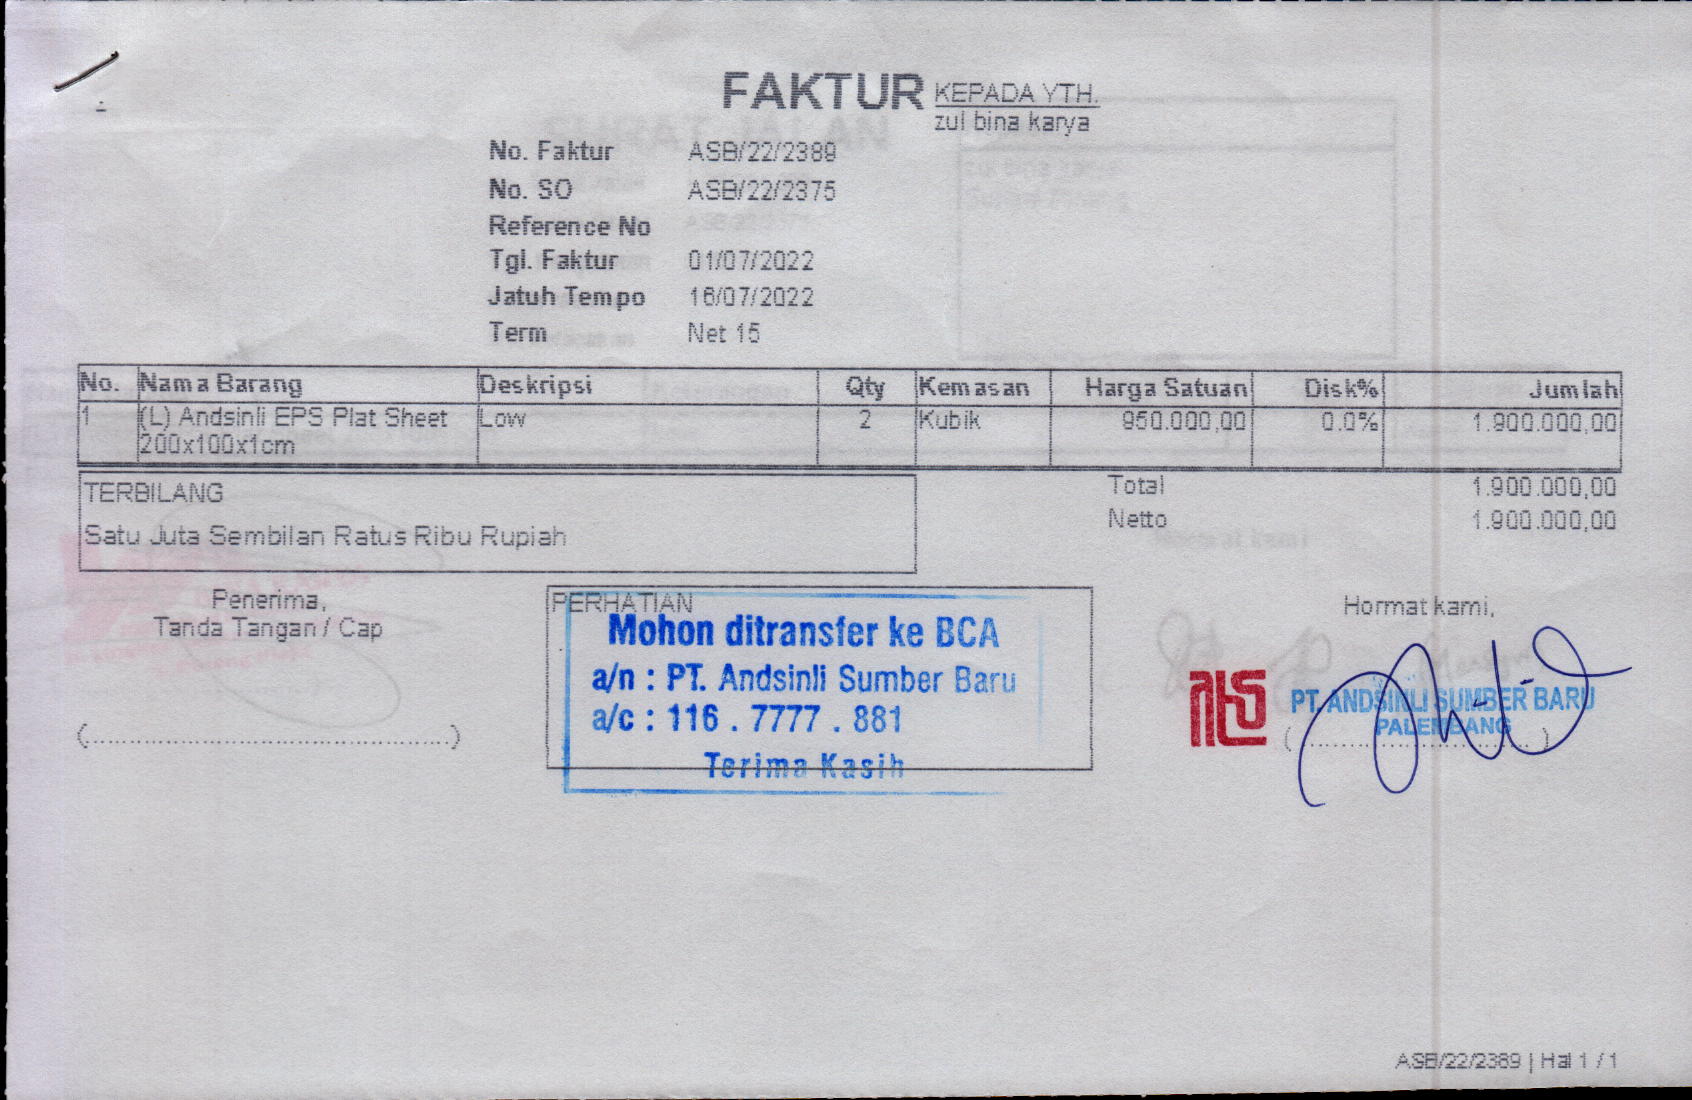 FAKTUR
KEPADA YTH.
zul bina karya
No. Faktur ASB/22/2389
No. SO ASB/22/2375
Reference No
Tgl. Faktur 01/07/2022
Jatuh Tempo 16/07/2022
Term Net 15
No. Nama Barang Deskripsi Qty Kemasan Harga Satuan Disk% Jumlah
1 (L) Andsinli EPS Plat Sheet Low 2 Kubik 950.000,00 0.0% 1.900.000,00
200x100x1cm
TERBILANG
Satu Juta Sembilan Ratus Ribu Rupiah
Total 1.900.000,00
Netto 1.900.000,00
Penerima,
Tanda Tangan / Cap
(............................................)
PERHATIAN
Mohon ditransfer ke BCA
a/n : PT. Andsinli Sumber Baru
a/c : 116 . 7777 . 881
Terima Kasih
Hormat kami,
PT. ANDSINLI SUMBER BARU
PALEMBANG
ASB/22/2389 | Hal 1 / 1